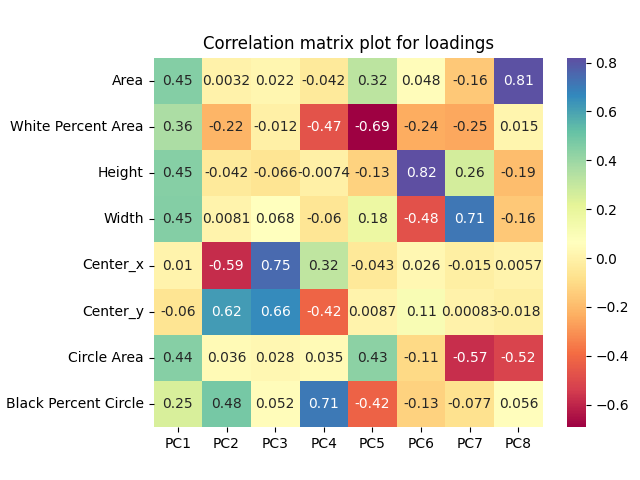 Correlation matrix plot for loadings
Area 0.45 0.0032 0.022 -0.042 0.32 0.048 -0.16 0.81
White Percent Area 0.36 -0.22 -0.012 -0.47 -0.69 -0.24 -0.25 0.015
Height 0.45 -0.042 -0.066 -0.0074 -0.13 0.82 0.26 -0.19
Width 0.45 0.0081 0.068 -0.06 0.18 -0.48 0.71 -0.16
Center_x 0.01 -0.59 0.75 0.32 -0.043 0.026 -0.015 0.0057
Center_y -0.06 0.62 0.66 -0.42 0.0087 0.11 0.00083 -0.018
Circle Area 0.44 0.036 0.028 0.035 0.43 -0.11 -0.57 -0.52
Black Percent Circle 0.25 0.48 0.052 0.71 -0.42 -0.13 -0.077 0.056
PC1 PC2 PC3 PC4 PC5 PC6 PC7 PC8
0.8
0.6
0.4
0.2
0.0
−0.2
−0.4
−0.6